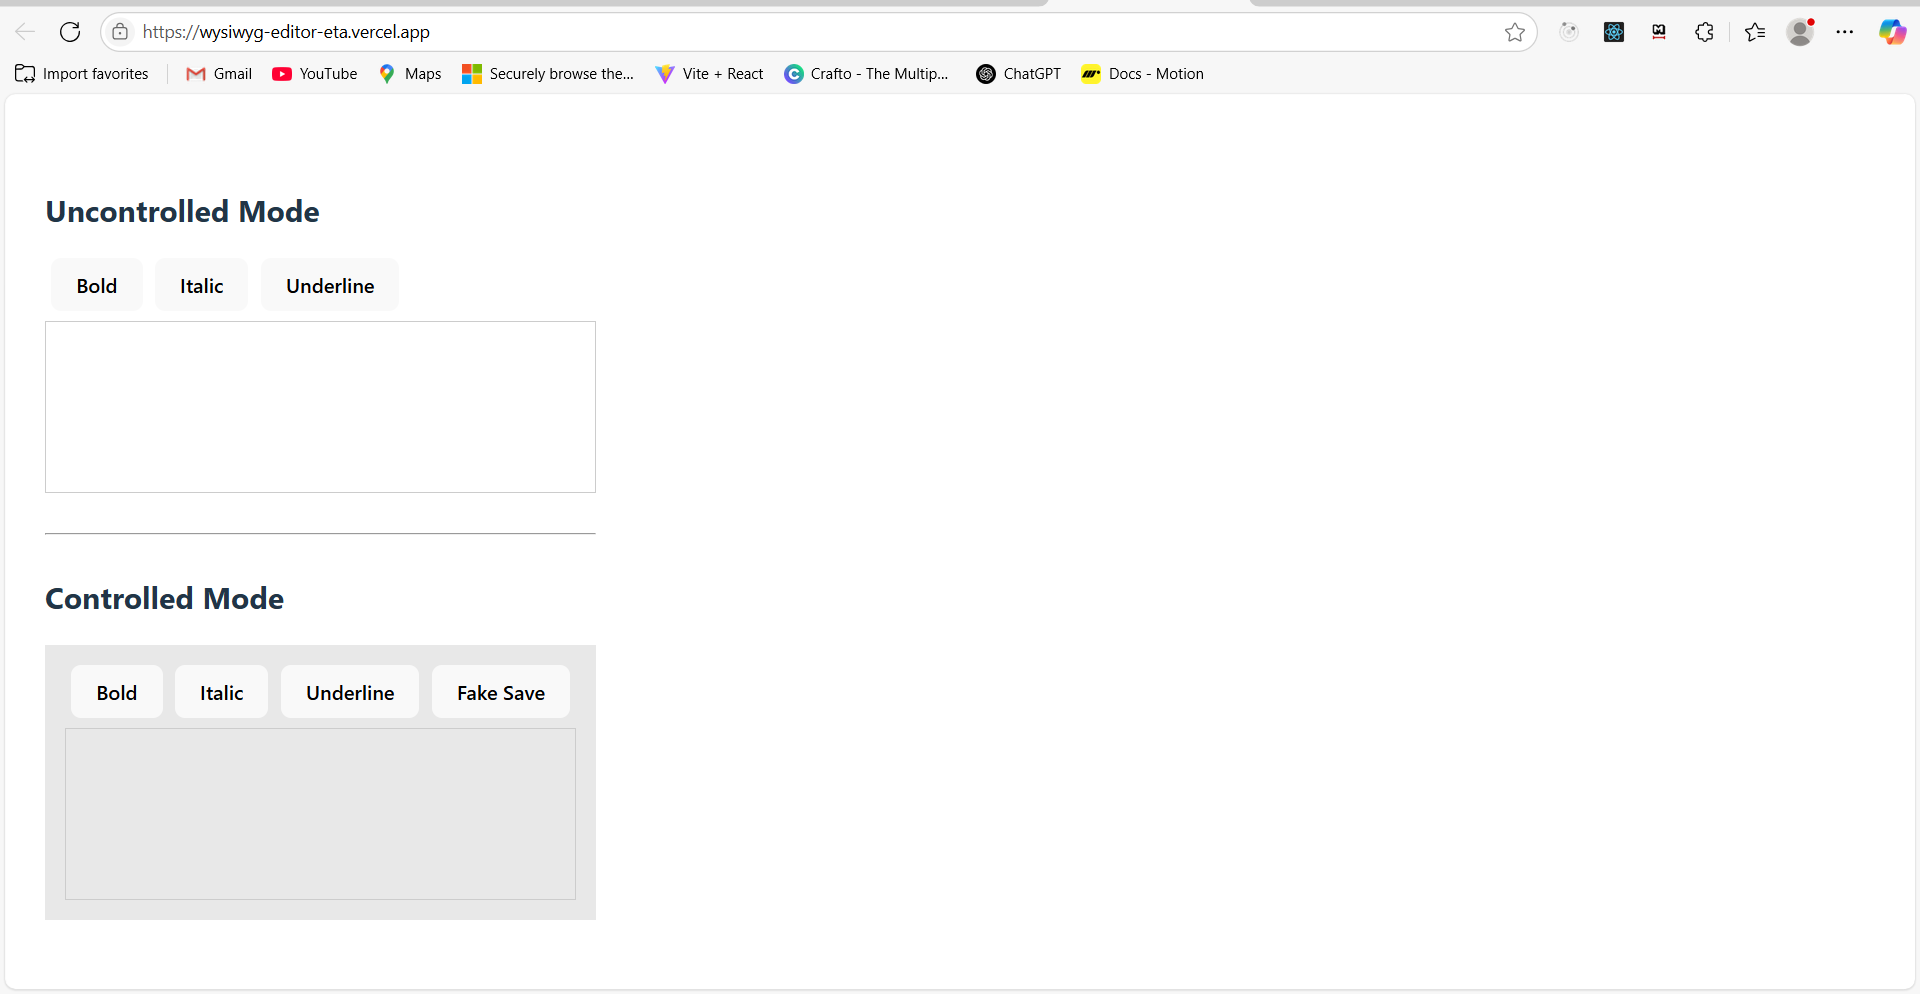 https://wysiwyg-editor-eta.vercel.app
Import favorites Gmail YouTube Maps Securely browse the... Vite + React Crafto - The Multip... ChatGPT Docs - Motion
Uncontrolled Mode
Bold Italic Underline
Controlled Mode
Bold Italic Underline Fake Save